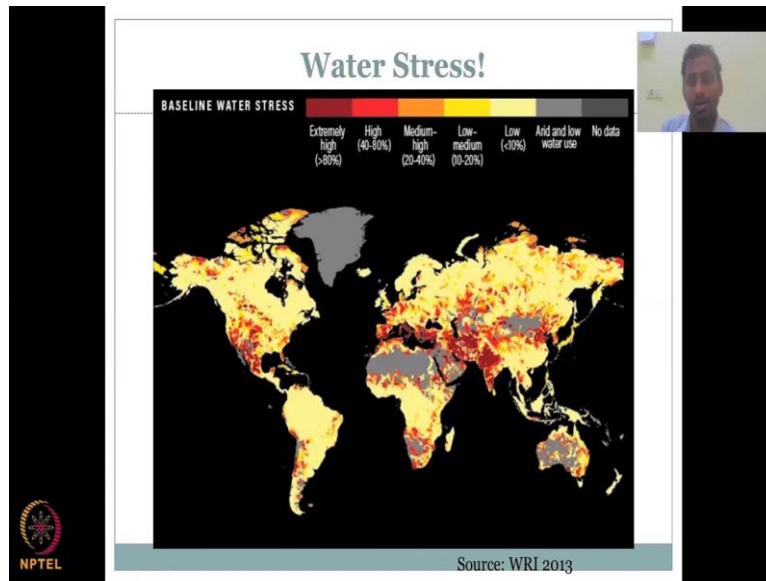 Water Stress!
BASELINE WATER STRESS
Extremely high (>80%)
High (40-80%)
Medium-high (20-40%)
Low-medium (10-20%)
Low (<10%)
Arid and low water use
No data
NPTEL
Source: WRI 2013